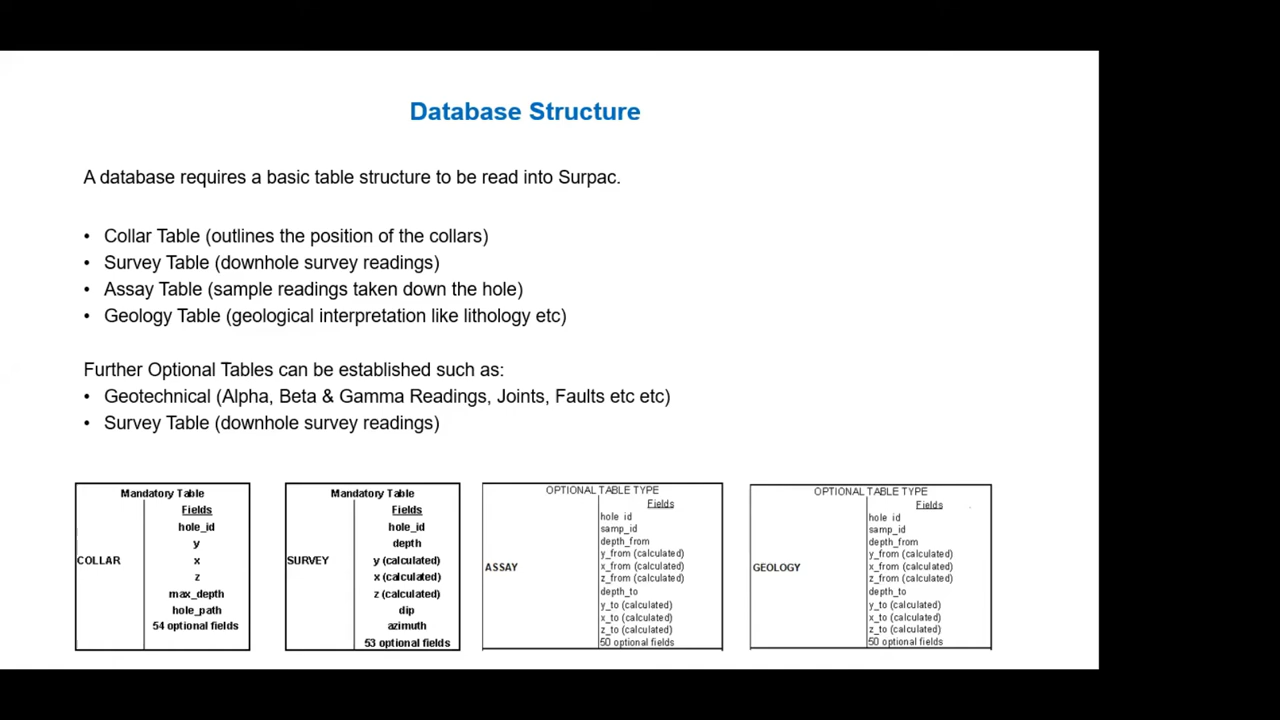 Database Structure
A database requires a basic table structure to be read into Surpac.
• Collar Table (outlines the position of the collars)
• Survey Table (downhole survey readings)
• Assay Table (sample readings taken down the hole)
• Geology Table (geological interpretation like lithology etc)
Further Optional Tables can be established such as:
• Geotechnical (Alpha, Beta & Gamma Readings, Joints, Faults etc etc)
• Survey Table (downhole survey readings)
Mandatory Table
Fields
hole_id
y
COLLAR
x
z
max_depth
hole_path
54 optional fields
Mandatory Table
Fields
hole_id
depth
SURVEY
y (calculated)
x (calculated)
z (calculated)
dip
azimuth
53 optional fields
OPTIONAL TABLE TYPE
Fields
hole_id
samp_id
depth_from
y_from (calculated)
ASSAY
x_from (calculated)
z_from (calculated)
depth_to
y_to (calculated)
x_to (calculated)
z_to (calculated)
50 optional fields
OPTIONAL TABLE TYPE
Fields
hole_id
samp_id
depth_from
y_from (calculated)
GEOLOGY
x_from (calculated)
z_from (calculated)
depth_to
y_to (calculated)
x_to (calculated)
z_to (calculated)
50 optional fields